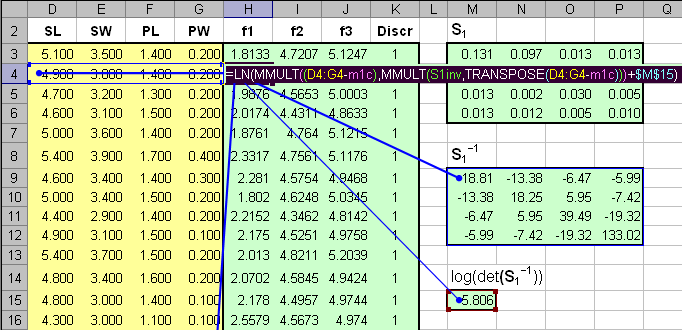 D E F G H I J K L M N O P Q
2 SL SW PL PW f1 f2 f3 Discr S₁
3 5.100 3.500 1.400 0.200 1.8133 4.7207 5.1247 1 0.131 0.097 0.013 0.013
4 4.900 3.000 1.400 0.200 =LN(MMULT((D4:G4-m1c),MMULT(S1inv,TRANSPOSE(D4:G4-m1c)))+$M$15)
5 4.700 3.200 1.300 0.200 1.9876 4.5653 5.0003 1 0.013 0.002 0.030 0.005
6 4.600 3.100 1.500 0.200 2.0174 4.4311 4.8633 1 0.013 0.012 0.005 0.010
7 5.000 3.600 1.400 0.200 1.8761 4.764 5.1215 1
8 5.400 3.900 1.700 0.400 2.3317 4.7561 5.1176 1 S₁⁻¹
9 4.600 3.400 1.400 0.300 2.281 4.5754 4.9468 1 18.81 -13.38 -6.47 -5.99
10 5.000 3.400 1.500 0.200 1.802 4.6248 5.0345 1 -13.38 18.25 5.95 -7.42
11 4.400 2.900 1.400 0.200 2.2152 4.3462 4.8142 1 -6.47 5.95 39.49 -19.32
12 4.900 3.100 1.500 0.100 2.175 4.5251 4.9758 1 -5.99 -7.42 -19.32 133.02
13 5.400 3.700 1.500 0.200 2.013 4.8211 5.2039 1
14 4.800 3.400 1.600 0.200 2.0702 4.5845 4.9424 1 log(det(S₁⁻¹))
15 4.800 3.000 1.400 0.100 2.178 4.4957 4.9744 1 5.806
16 4.300 3.000 1.100 0.100 2.5579 4.5673 4.974 1